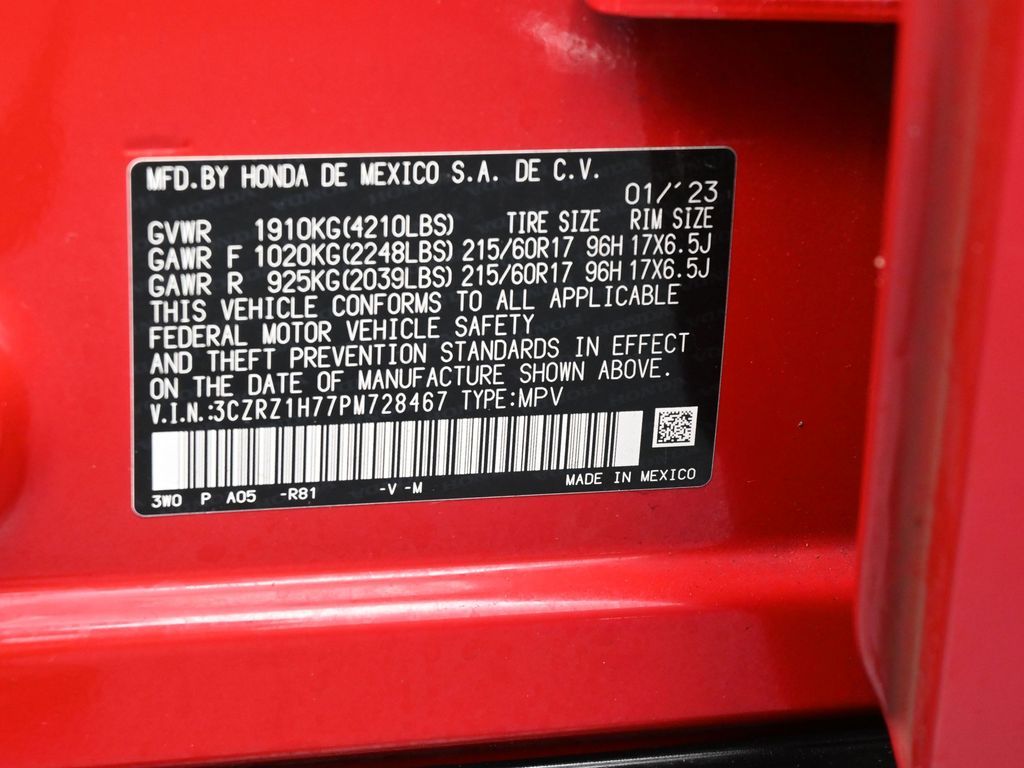 MFD.BY HONDA DE MEXICO S.A. DE C.V.
01/'23
GVWR 1910KG(4210LBS) TIRE SIZE RIM SIZE
GAWR F 1020KG(2248LBS) 215/60R17 96H 17X6.5J
GAWR R 925KG(2039LBS) 215/60R17 96H 17X6.5J
THIS VEHICLE CONFORMS TO ALL APPLICABLE
FEDERAL MOTOR VEHICLE SAFETY
AND THEFT PREVENTION STANDARDS IN EFFECT
ON THE DATE OF MANUFACTURE SHOWN ABOVE.
V.I.N.:3CZRZ1H77PM728467 TYPE:MPV
3W0 P A05 -R81 -V -M MADE IN MEXICO